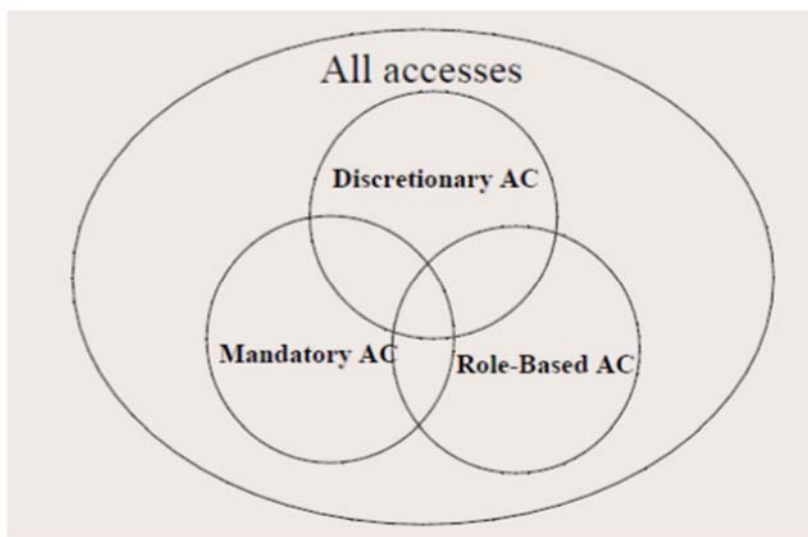 All accesses
Discretionary AC
Mandatory AC
Role-Based AC